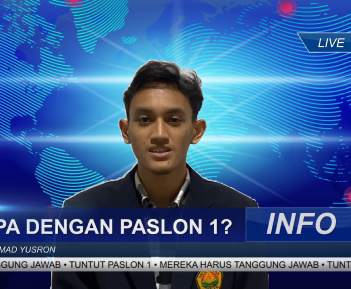 LIVE
PA DENGAN PASLON 1?
INFO
MAD YUSRON
GGUNG JAWAB • TUNTUT PASLON 1 • MEREKA HARUS TANGGUNG JAWAB • TUNT